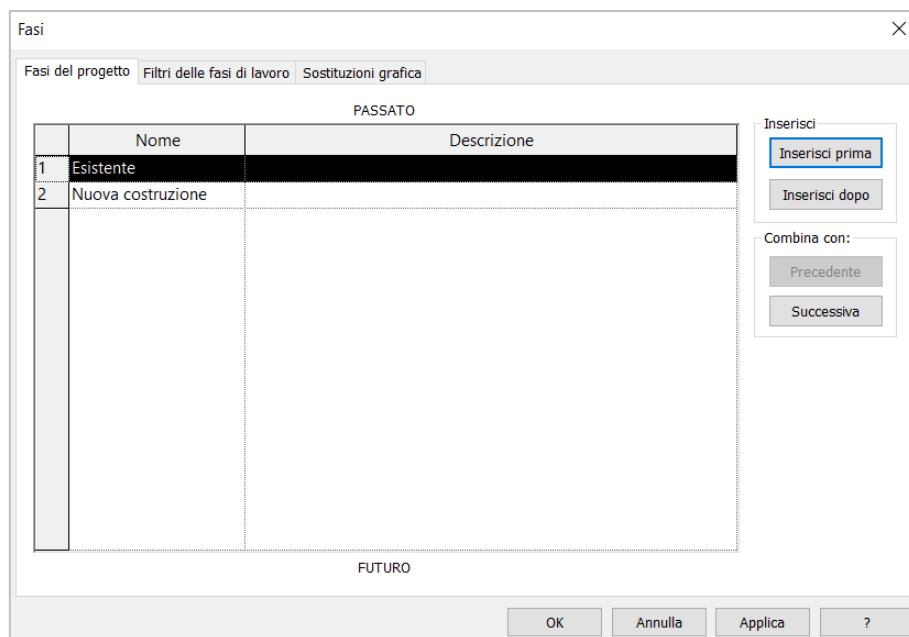 Fasi
Fasi del progetto Filtri delle fasi di lavoro Sostituzioni grafica
PASSATO
Nome Descrizione
1 Esistente
2 Nuova costruzione
FUTURO
Inserisci
Inserisci prima
Inserisci dopo
Combina con:
Precedente
Successiva
OK Annulla Applica ?